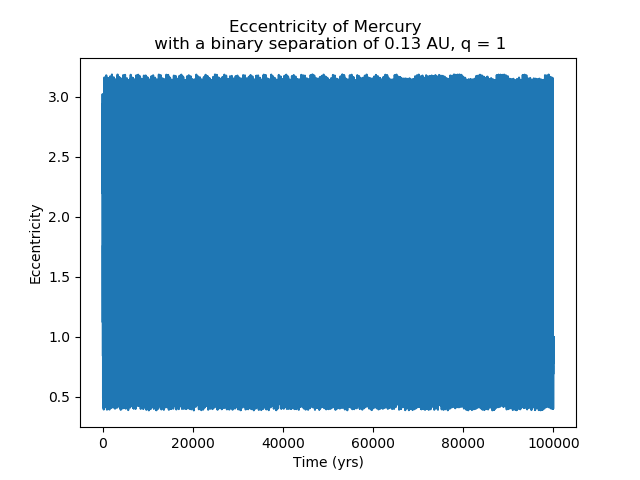 Eccentricity of Mercury
with a binary separation of 0.13 AU, q = 1
3.0
2.5
2.0
1.5
1.0
0.5
Eccentricity
0 20000 40000 60000 80000 100000
Time (yrs)